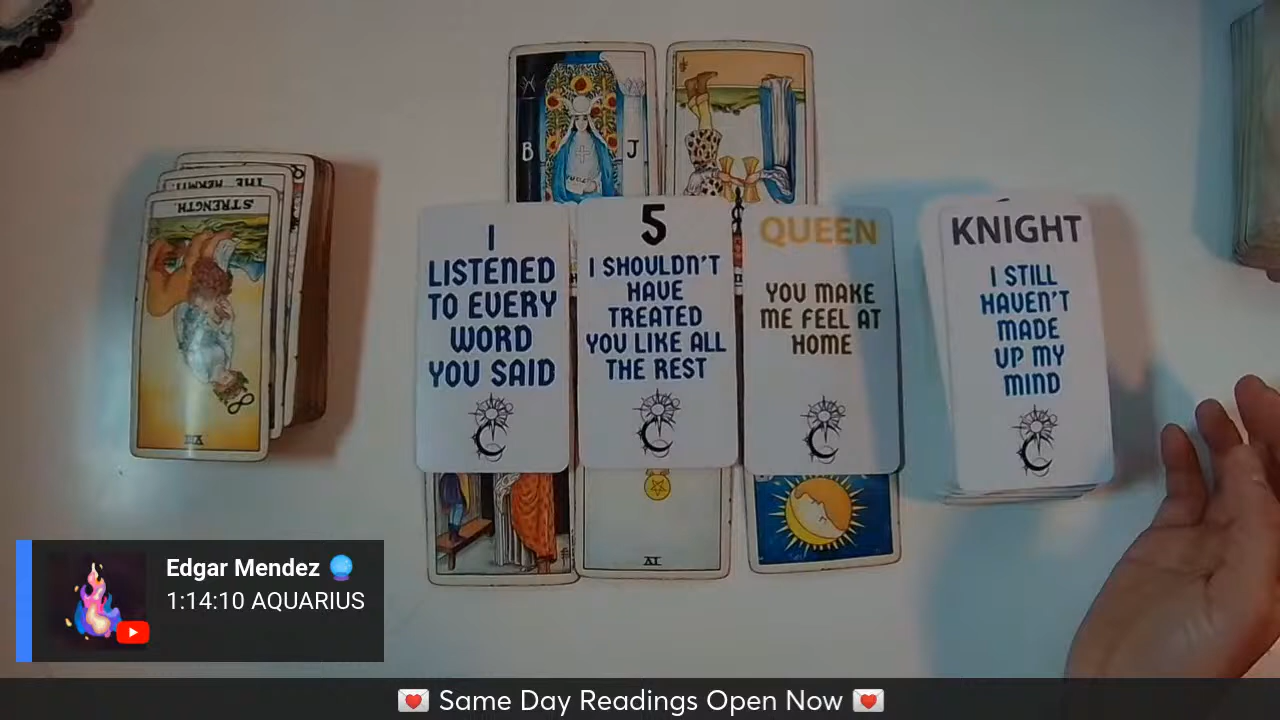 B
J
THE HERMIT.
STRENGTH.
VIII
I
LISTENED
TO EVERY
WORD
YOU SAID
5
I SHOULDN'T
HAVE
TREATED
YOU LIKE ALL
THE REST
QUEEN
YOU MAKE
ME FEEL AT
HOME
KNIGHT
I STILL
HAVEN'T
MADE
UP MY
MIND
IV
Edgar Mendez 🔮
1:14:10 AQUARIUS
💌 Same Day Readings Open Now 💌